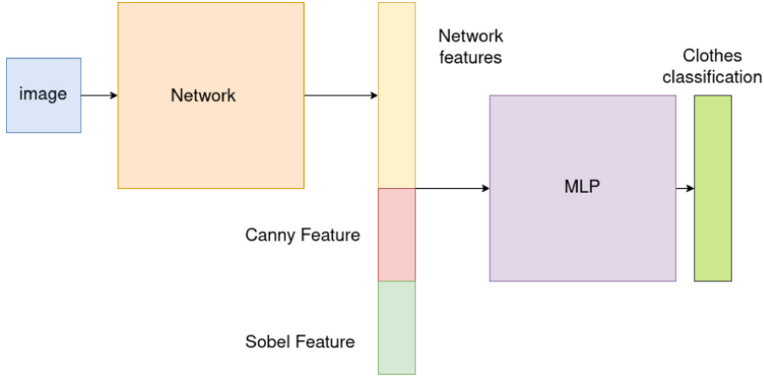 image
Network
Network
features
Clothes
classification
MLP
Canny Feature
Sobel Feature